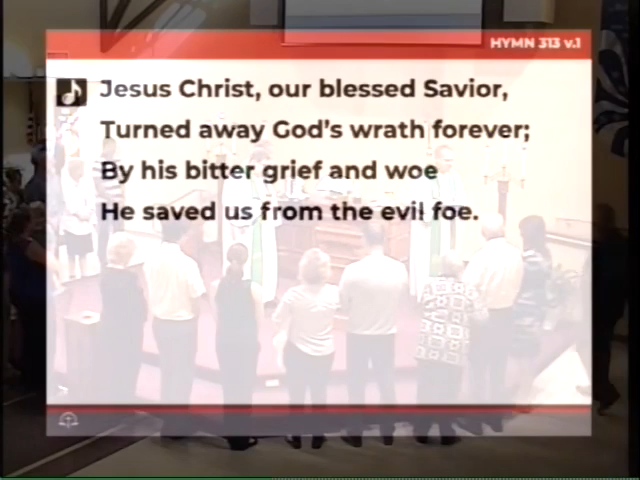 HYMN 313 v.1
Jesus Christ, our blessed Savior,
Turned away God's wrath forever;
By his bitter grief and woe
He saved us from the evil foe.